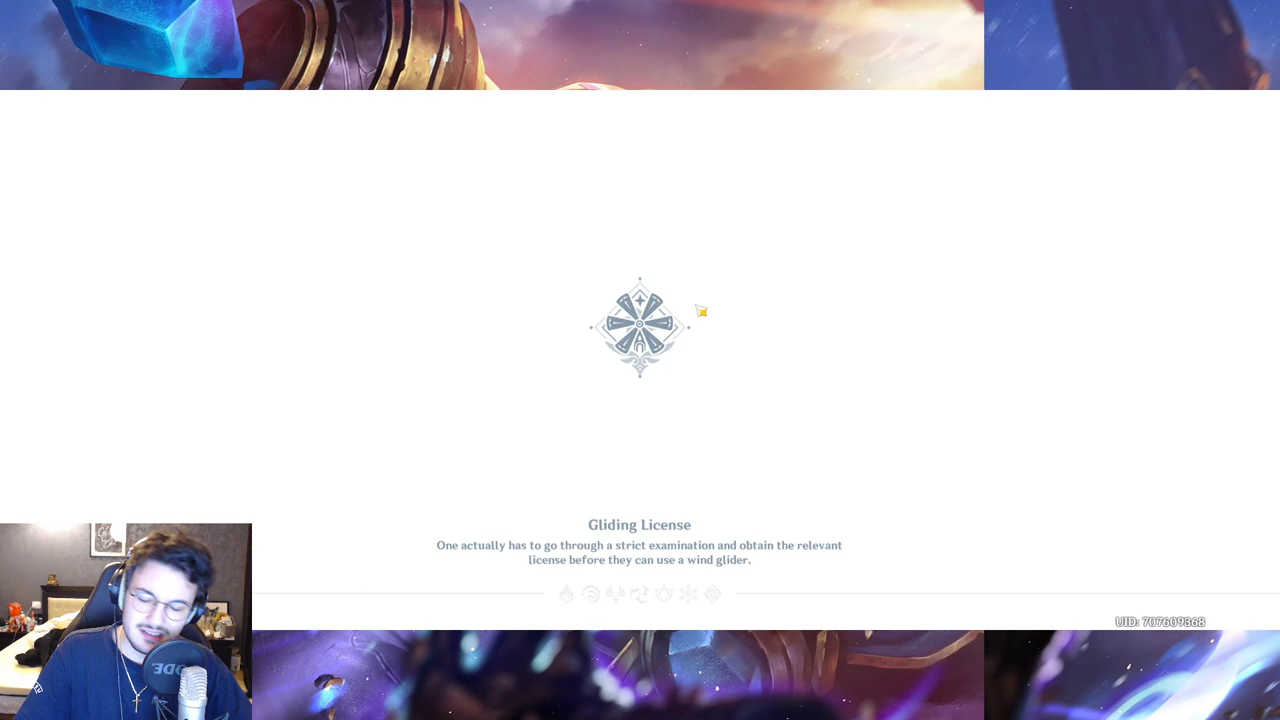 Gliding License
One actually has to go through a strict examination and obtain the relevant
license before they can use a wind glider.
UID: 707609368